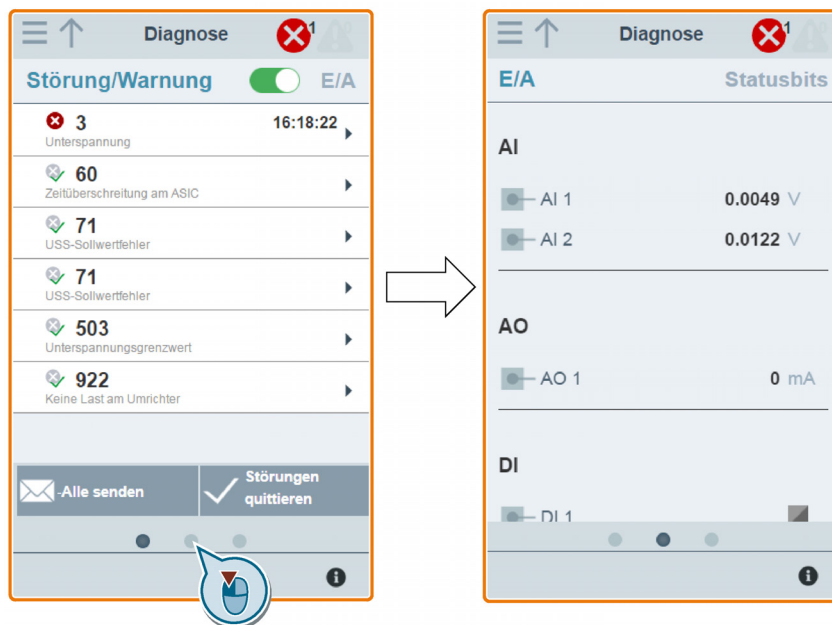 Diagnose
1
Störung/Warnung
E/A
3
16:18:22
Unterspannung
60
Zeitüberschreitung am ASIC
71
USS-Sollwertfehler
71
USS-Sollwertfehler
503
Unterspannungsgrenzwert
922
Keine Last am Umrichter
-Alle senden
Störungen
quittieren
i
Diagnose
1
E/A
Statusbits
AI
AI 1
0.0049 V
AI 2
0.0122 V
AO
AO 1
0 mA
DI
DI 1
i